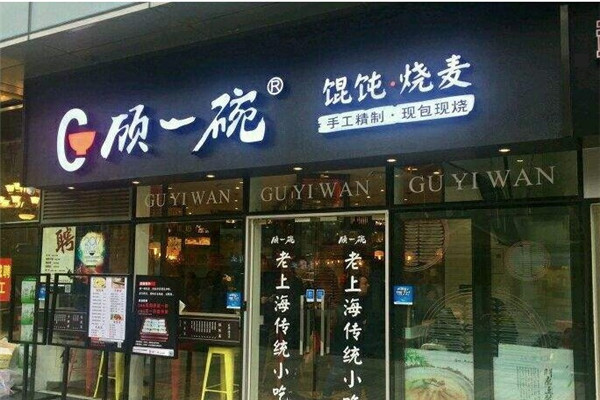 顾一碗®
馄饨·烧麦
手工精制·现包现烧
GU YI WAN
GU YI WAN
GU YI WAN
聘
顾一碗
老上海传统小吃
顾一碗
老上海传统小吃